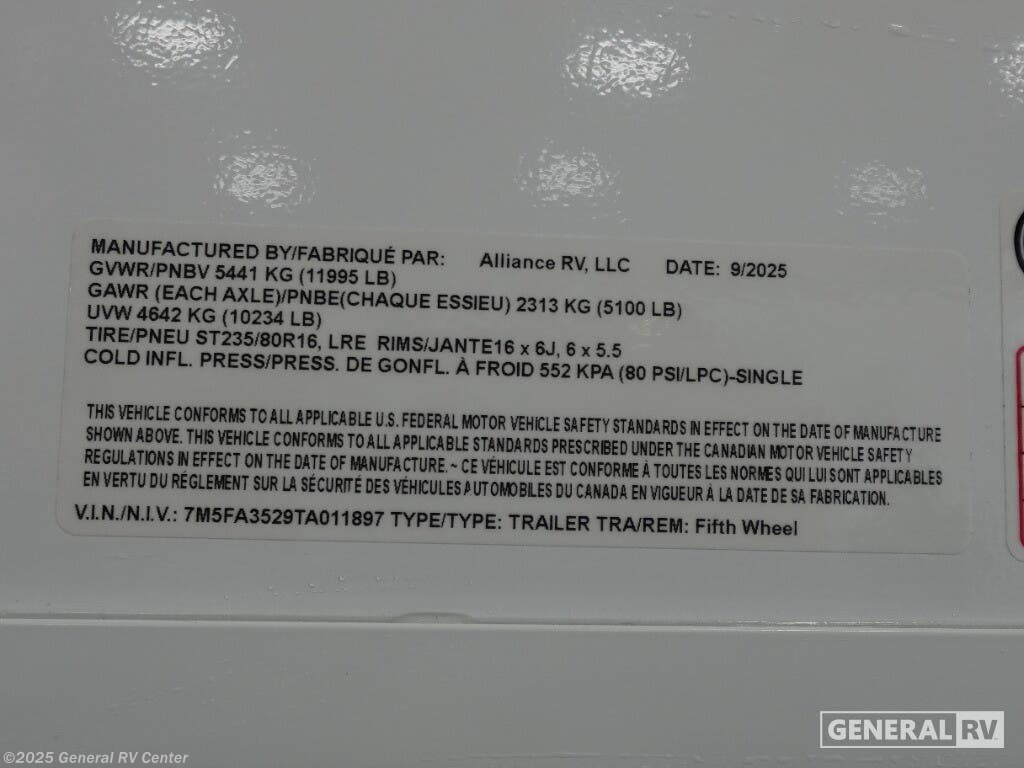 MANUFACTURED BY/FABRIQUÉ PAR: Alliance RV, LLC DATE: 9/2025
GVWR/PNBV 5441 KG (11995 LB)
GAWR (EACH AXLE)/PNBE(CHAQUE ESSIEU) 2313 KG (5100 LB)
UVW 4642 KG (10234 LB)
TIRE/PNEU ST235/80R16, LRE RIMS/JANTE16 x 6J, 6 x 5.5
COLD INFL. PRESS/PRESS. DE GONFL. À FROID 552 KPA (80 PSI/LPC)-SINGLE
THIS VEHICLE CONFORMS TO ALL APPLICABLE U.S. FEDERAL MOTOR VEHICLE SAFETY STANDARDS IN EFFECT ON THE DATE OF MANUFACTURE
SHOWN ABOVE. THIS VEHICLE CONFORMS TO ALL APPLICABLE STANDARDS PRESCRIBED UNDER THE CANADIAN MOTOR VEHICLE SAFETY
REGULATIONS IN EFFECT ON THE DATE OF MANUFACTURE. ~ CE VÉHICULE EST CONFORME À TOUTES LES NORMES QUI LUI SONT APPLICABLES
EN VERTU DU RÉGLEMENT SUR LA SÉCURITÉ DES VÉHICULES AUTOMOBILES DU CANADA EN VIGUEUR À LA DATE DE SA FABRICATION.
V.I.N./N.I.V.: 7M5FA3529TA011897 TYPE/TYPE: TRAILER TRA/REM: Fifth Wheel
GENERAL RV
©2025 General RV Center